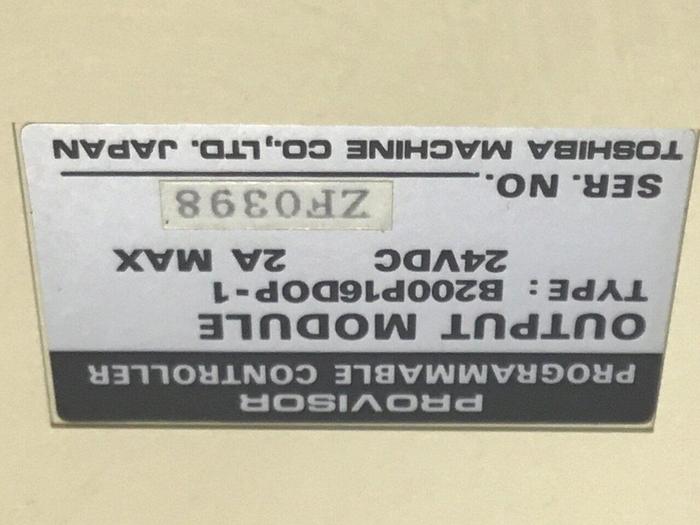 PROVISOR
PROGRAMMABLE CONTROLLER
OUTPUT MODULE
TYPE : B200P16DOP-1
24VDC 2A MAX
SER. NO. ZF0398
TOSHIBA MACHINE CO.,LTD. JAPAN